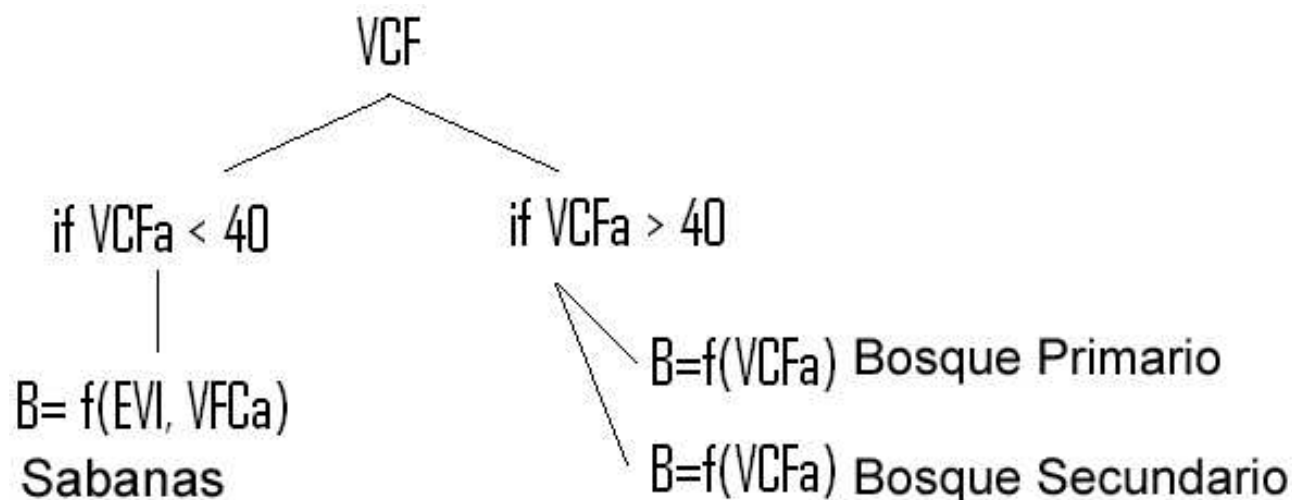 VCF
if VCFa < 40
if VCFa > 40
B=f(VCFa) Bosque Primario
B= f(EVI, VFCa)
Sabanas
B=f(VCFa) Bosque Secundario